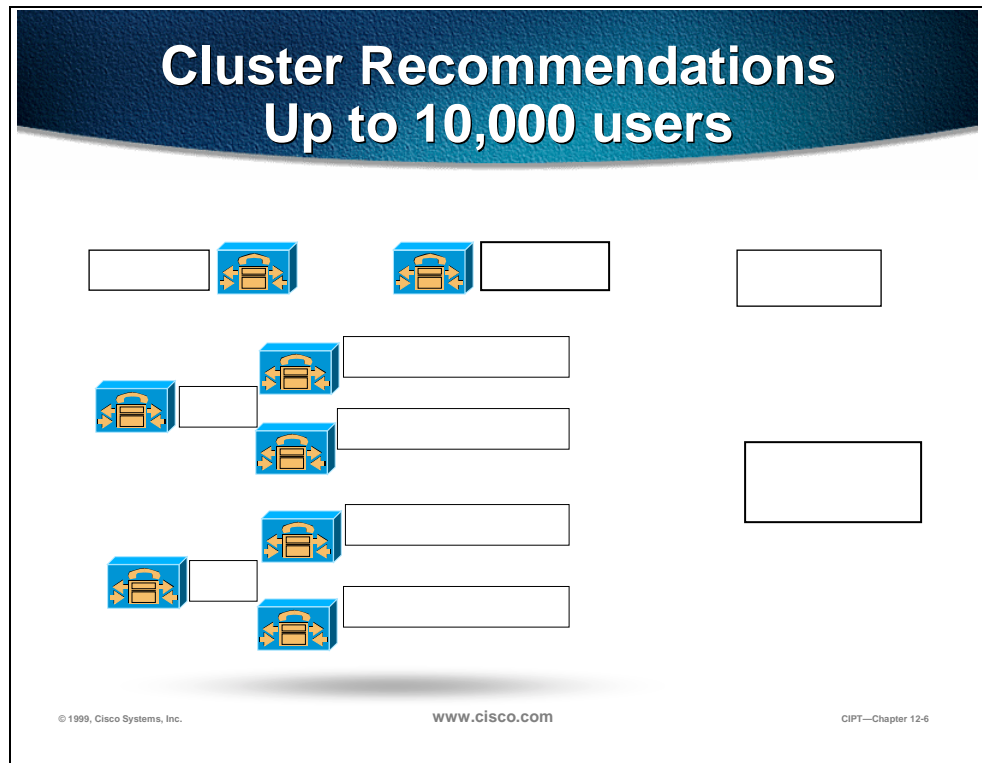 Cluster Recommendations
Up to 10,000 users
© 1999, Cisco Systems, Inc.
www.cisco.com
CIPT—Chapter 12-6